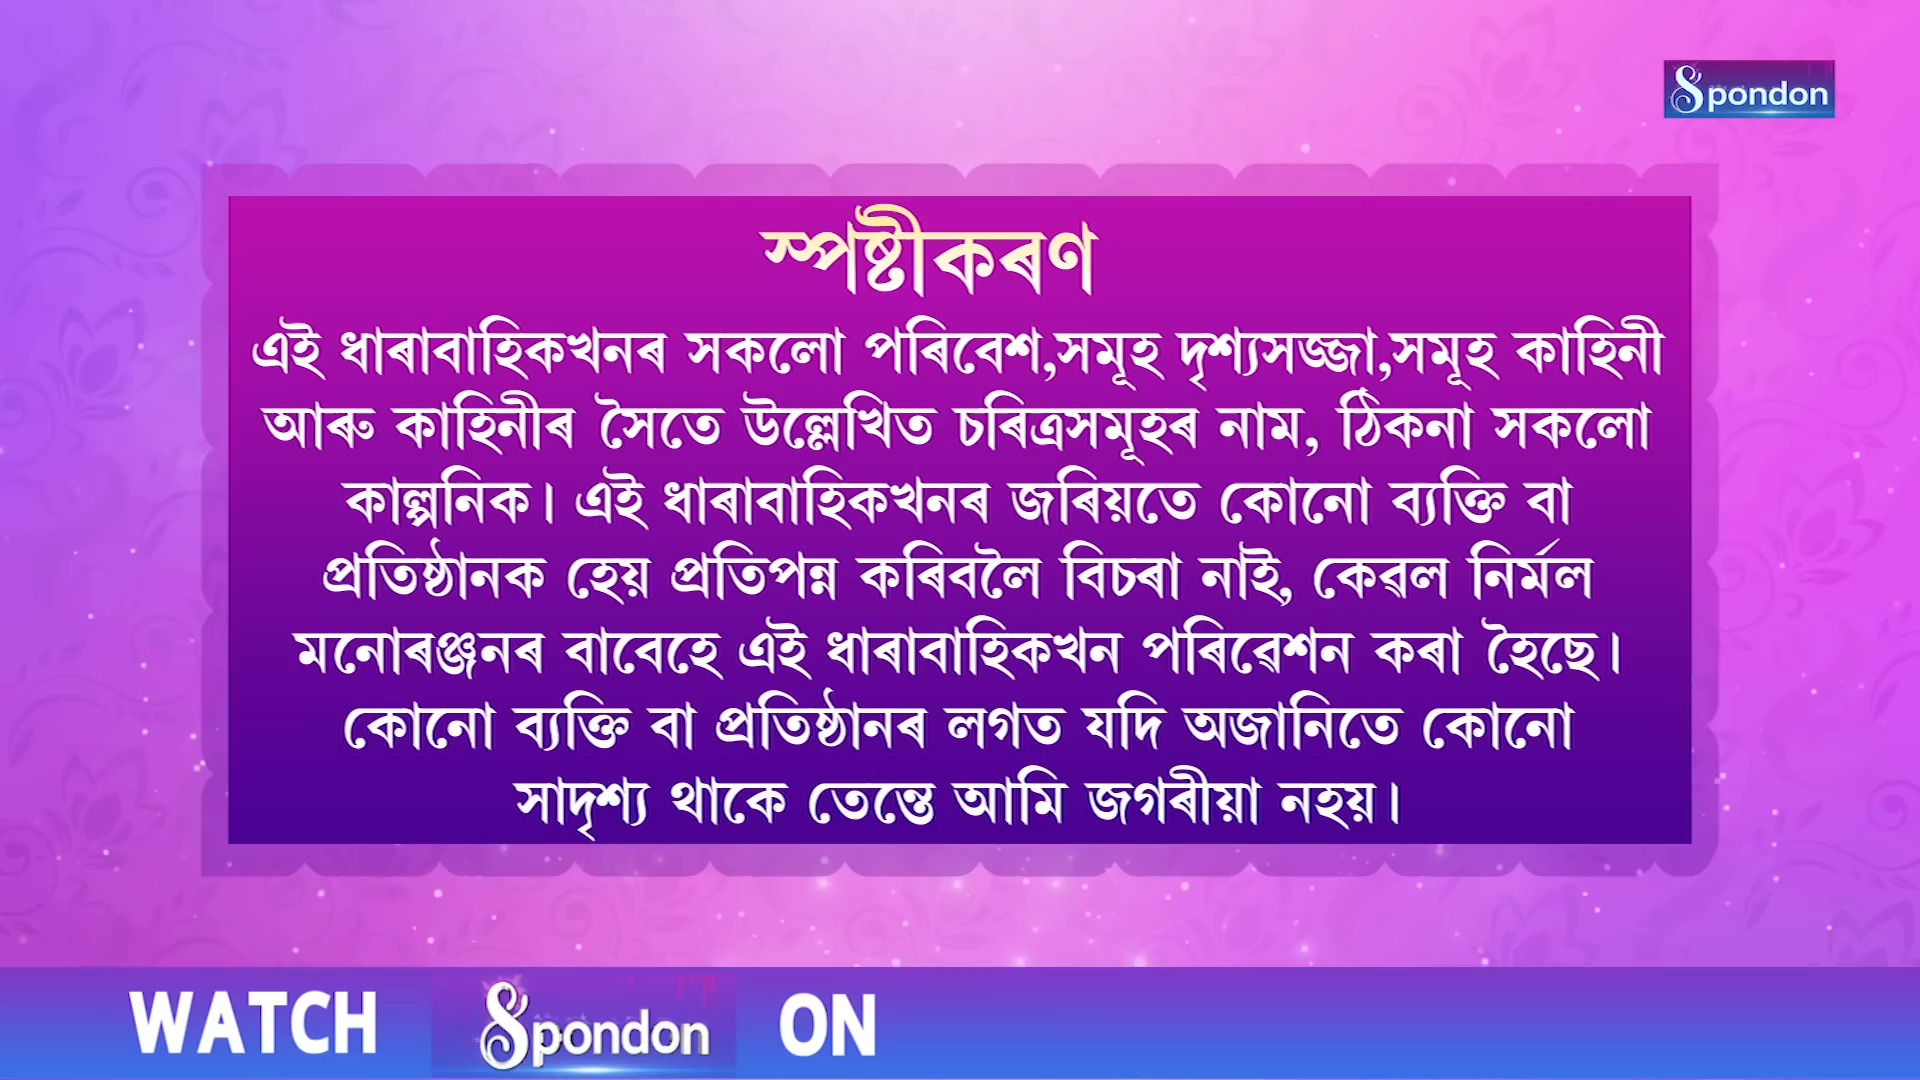 Spondon
স্পষ্টীকৰণ
এই ধাৰাবাহিকখনৰ সকলো পৰিবেশ,সমূহ দৃশ্যসজ্জা,সমূহ কাহিনী
আৰু কাহিনীৰ সৈতে উল্লেখিত চৰিত্ৰসমূহৰ নাম, ঠিকনা সকলো
কাল্পনিক। এই ধাৰাবাহিকখনৰ জৰিয়তে কোনো ব্যক্তি বা
প্ৰতিষ্ঠানক হেয় প্ৰতিপন্ন কৰিবলৈ বিচৰা নাই, কেৱল নিৰ্মল
মনোৰঞ্জনৰ বাবেহে এই ধাৰাবাহিকখন পৰিৱেশন কৰা হৈছে।
কোনো ব্যক্তি বা প্ৰতিষ্ঠানৰ লগত যদি অজানিতে কোনো
সাদৃশ্য থাকে তেন্তে আমি জগৰীয়া নহয়।
WATCH Spondon ON